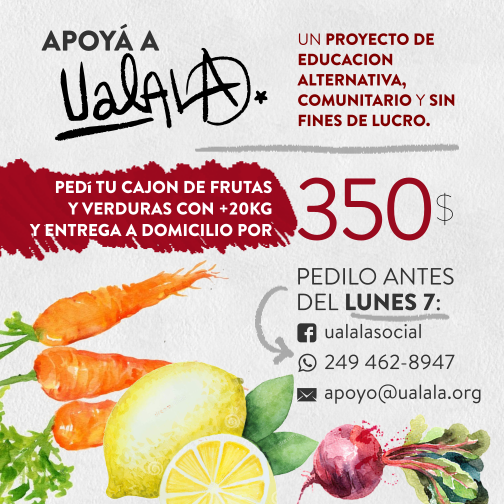 APOYÁ A
UalALA.
UN PROYECTO DE
EDUCACION
ALTERNATIVA,
COMUNITARIO Y SIN
FINES DE LUCRO.
PEDí TU CAJON DE FRUTAS
Y VERDURAS CON +20KG
Y ENTREGA A DOMICILIO POR
350$
PEDILO ANTES
DEL LUNES 7:
ualalasocial
249 462-8947
apoyo@ualala.org